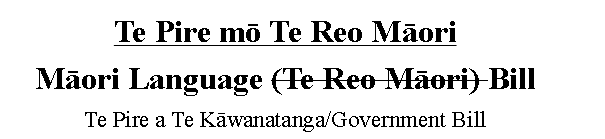 Te Pire mō Te Reo Māori
Māori Language (Te Reo Māori) Bill
Te Pire a Te Kāwanatanga/Government Bill